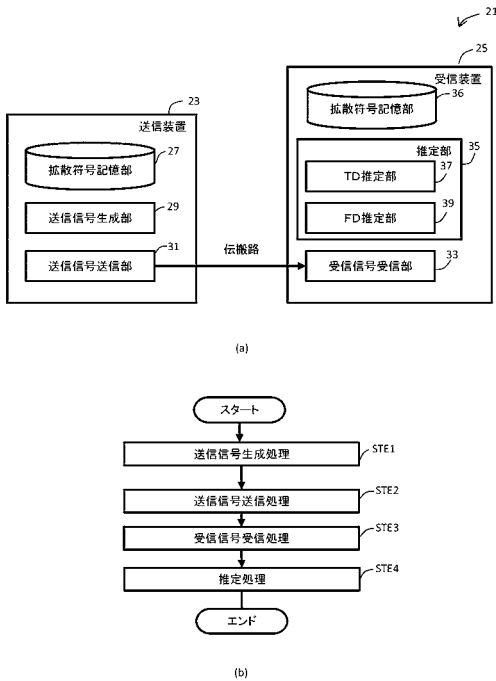 21
23
送信装置
27
拡散符号記憶部
29
送信信号生成部
31
送信信号送信部
伝搬路
25
受信装置
36
拡散符号記憶部
推定部
35
37
TD推定部
39
FD推定部
33
受信信号受信部
(a)
スタート
送信信号生成処理
STE1
送信信号送信処理
STE2
受信信号受信処理
STE3
推定処理
STE4
エンド
(b)